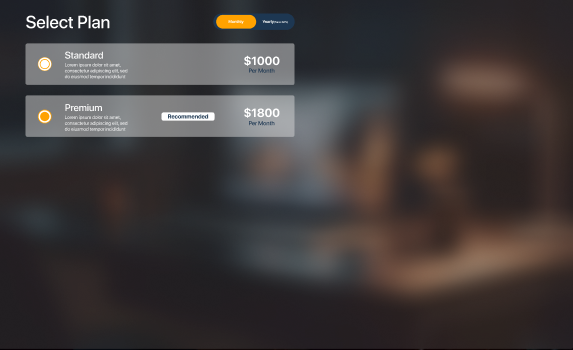 Select Plan
Monthly
Yearly
Standard
Lorem ipsum dolor sit amet,
consectetur adipiscing elit, sed
do eiusmod tempor incididunt
$1000
Per Month
Premium
Lorem ipsum dolor sit amet,
consectetur adipiscing elit, sed
do eiusmod tempor incididunt
Recommended
$1800
Per Month